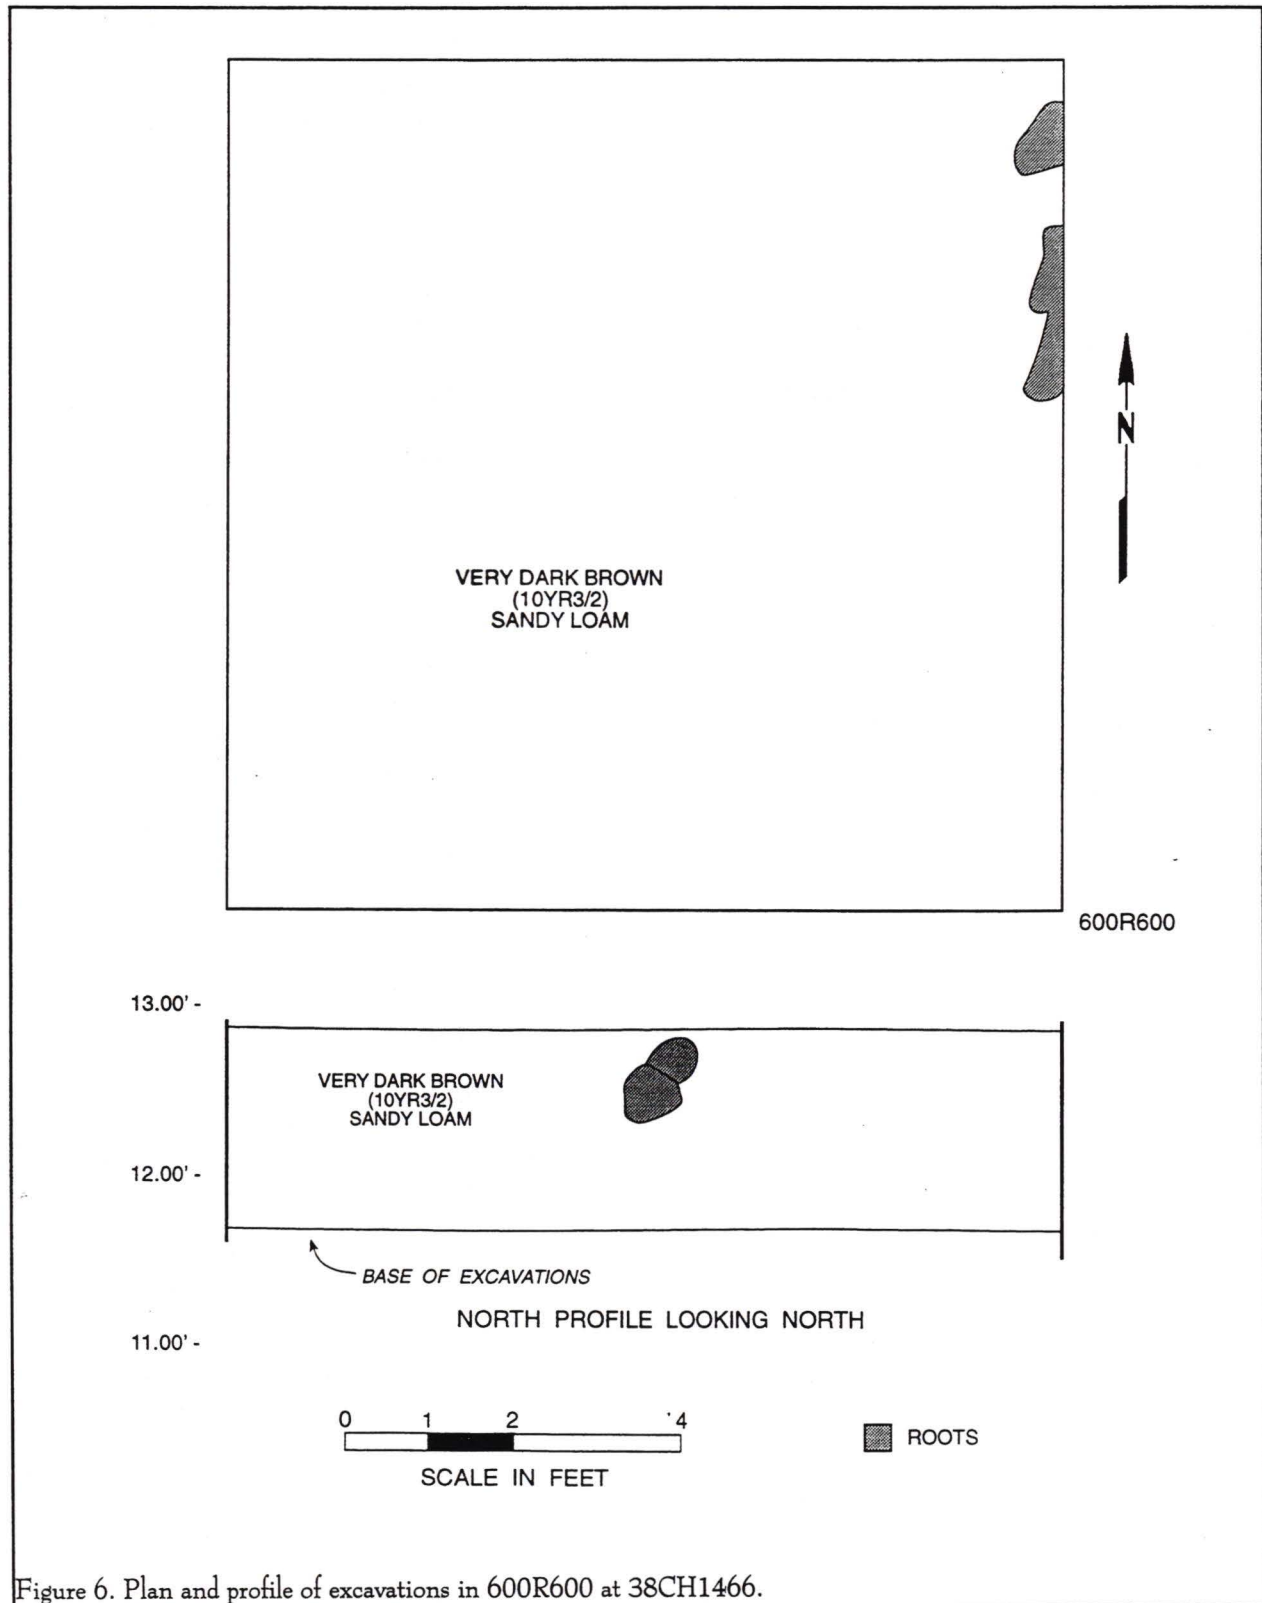 N
VERY DARK BROWN
(10YR3/2)
SANDY LOAM
600R600
13.00' -
VERY DARK BROWN
(10YR3/2)
SANDY LOAM
12.00' -
BASE OF EXCAVATIONS
NORTH PROFILE LOOKING NORTH
11.00' -
0 1 2 4
ROOTS
SCALE IN FEET
Figure 6. Plan and profile of excavations in 600R600 at 38CH1466.